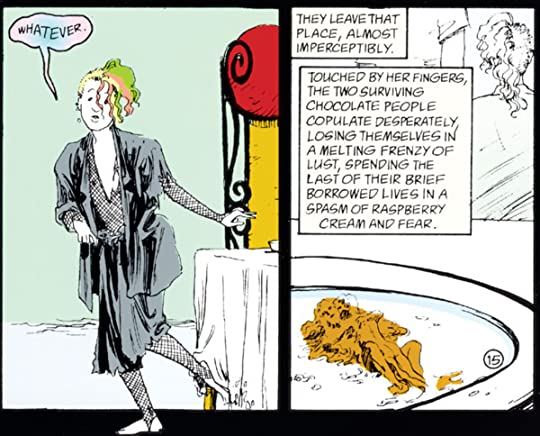 WHATEVER.
THEY LEAVE THAT
PLACE, ALMOST
IMPERCEPTIBLY.
TOUCHED BY HER FINGERS,
THE TWO SURVIVING
CHOCOLATE PEOPLE
COPULATE DESPERATELY,
LOSING THEMSELVES IN
A MELTING FRENZY OF
LUST, SPENDING THE
LAST OF THEIR BRIEF
BORROWED LIVES IN A
SPASM OF RASPBERRY
CREAM AND FEAR.
15